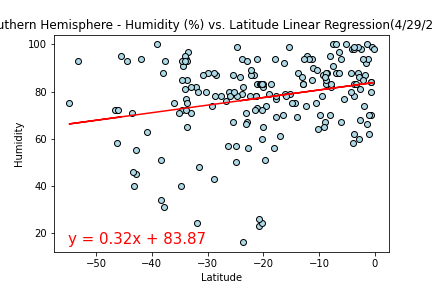 uthern Hemisphere - Humidity (%) vs. Latitude Linear Regression(4/29/2
100
80
60
40
20
Humidity
y = 0.32x + 83.87
−50 −40 −30 −20 −10 0
Latitude